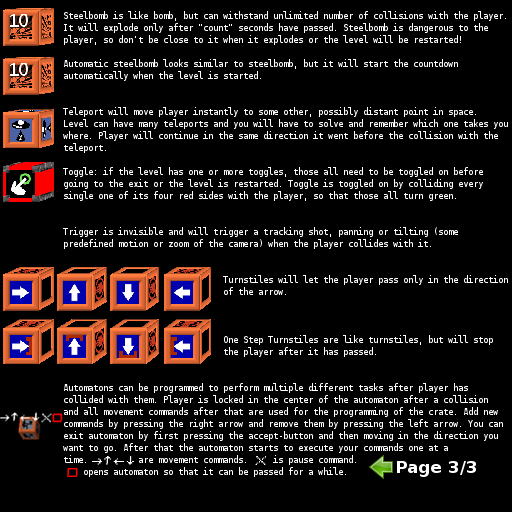 10
Steelbomb is like bomb, but can withstand unlimited number of collisions with the player.
It will explode only after "count" seconds have passed. Steelbomb is dangerous to the
player, so don't be close to it when it explodes or the level will be restarted!
10
Automatic steelbomb looks similar to steelbomb, but it will start the countdown
automatically when the level is started.
Teleport will move player instantly to some other, possibly distant point in space.
Level can have many teleports and you will have to solve and remember which one takes you
where. Player will continue in the same direction it went before the collision with the
teleport.
Toggle: if the level has one or more toggles, those all need to be toggled on before
going to the exit or the level is restarted. Toggle is toggled on by colliding every
single one of its four red sides with the player, so that those all turn green.
Trigger is invisible and will trigger a tracking shot, panning or tilting (some
predefined motion or zoom of the camera) when the player collides with it.
Turnstiles will let the player pass only in the direction
of the arrow.
One Step Turnstiles are like turnstiles, but will stop
the player after it has passed.
Automatons can be programmed to perform multiple different tasks after player has
collided with them. Player is locked in the center of the automaton after a collision
and all movement commands after that are used for the programming of the crate. Add new
commands by pressing the right arrow and remove them by pressing the left arrow. You can
exit automaton by first pressing the accept-button and then moving in the direction you
want to go. After that the automaton starts to execute your commands one at a
time. →↑←↓ are movement commands. ⨉ is pause command.
opens automaton so that it can be passed for a while.
Page 3/3